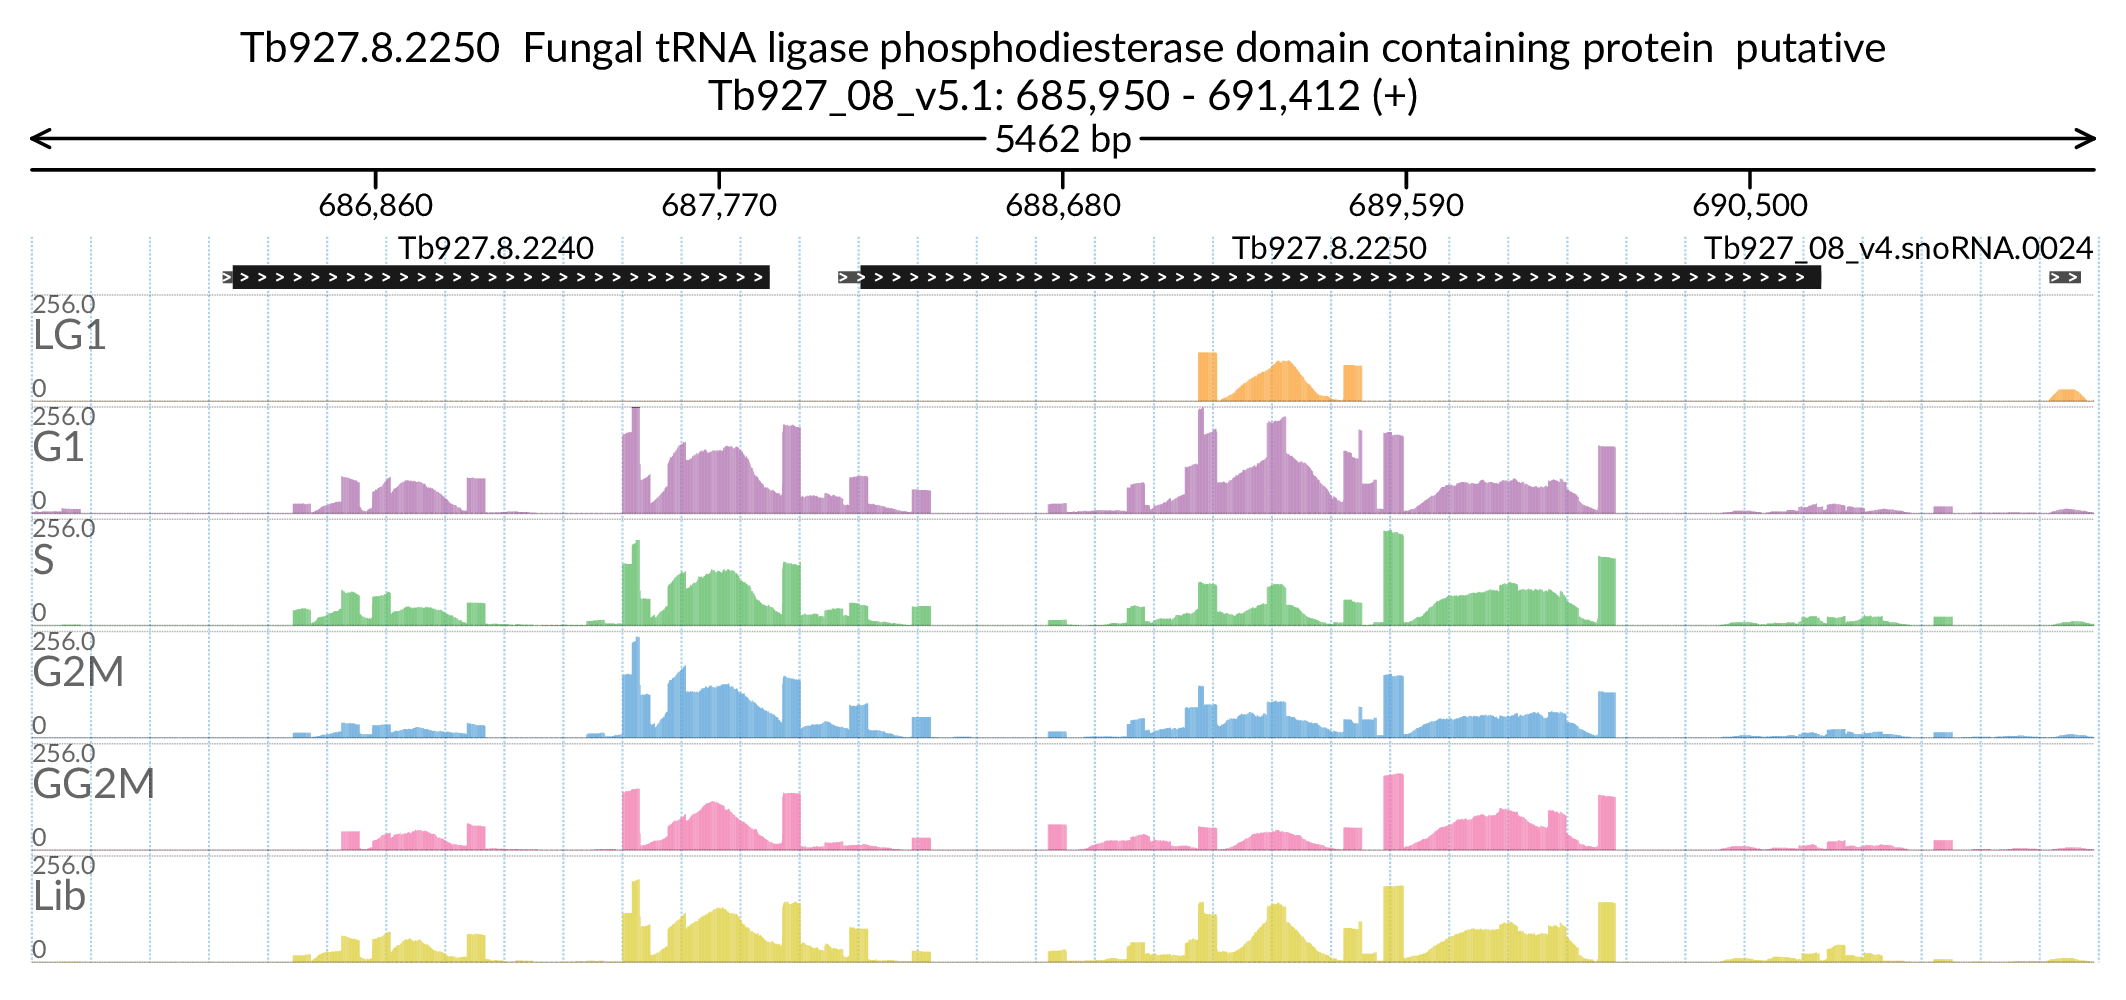 Tb927.8.2250  Fungal tRNA ligase phosphodiesterase domain containing protein  putative
Tb927_08_v5.1: 685,950 - 691,412 (+)
5462 bp
686,860 687,770 688,680 689,590 690,500
Tb927.8.2240 Tb927.8.2250 Tb927_08_v4.snoRNA.0024
256.0
LG1
0
256.0
G1
0
256.0
S
0
256.0
G2M
0
256.0
GG2M
0
256.0
Lib
0